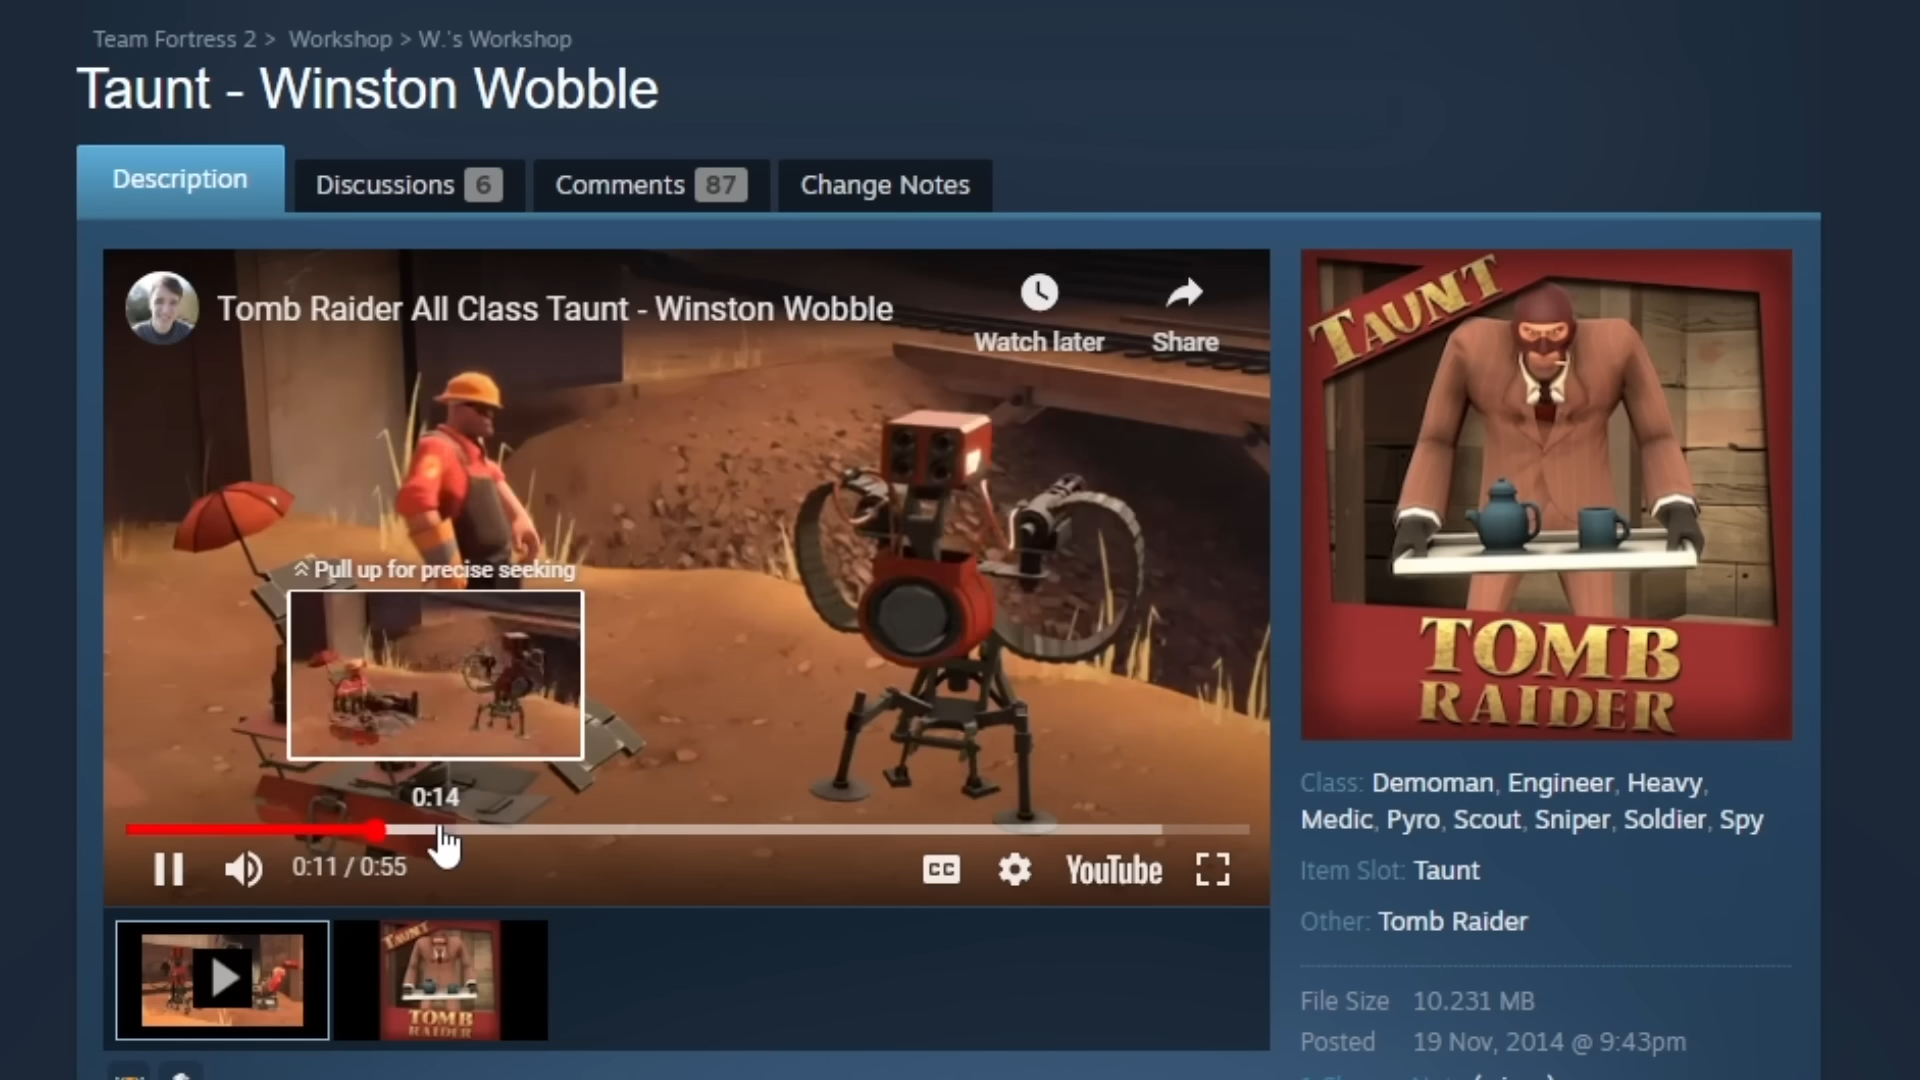 Team Fortress 2 > Workshop > W.'s Workshop
Taunt - Winston Wobble
Description
Discussions 6
Comments 87
Change Notes
Tomb Raider All Class Taunt - Winston Wobble
Watch later
Share
Pull up for precise seeking
0:14
0:11 / 0:55
CC
YouTube
TAUNT
TOMB
RAIDER
TAUNT
TOMB
RAIDER
Class: Demoman, Engineer, Heavy,
Medic, Pyro, Scout, Sniper, Soldier, Spy
Item Slot: Taunt
Other: Tomb Raider
File Size 10.231 MB
Posted 19 Nov, 2014 @ 9:43pm